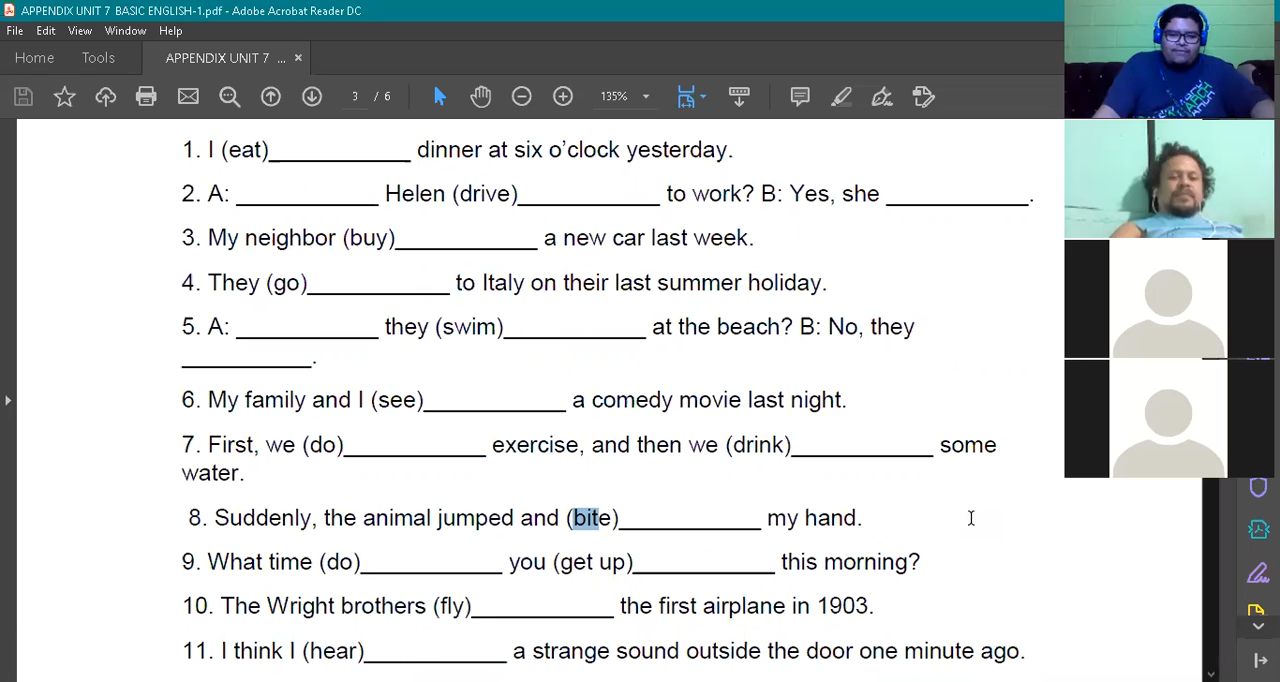 APPENDIX UNIT 7 BASIC ENGLISH-1.pdf - Adobe Acrobat Reader DC
File Edit View Window Help
Home Tools APPENDIX UNIT 7 ... ×
3 / 6 135%
1. I (eat)____________ dinner at six o’clock yesterday.
2. A: ____________ Helen (drive)____________ to work? B: Yes, she ____________.
3. My neighbor (buy)____________ a new car last week.
4. They (go)____________ to Italy on their last summer holiday.
5. A: ____________ they (swim)____________ at the beach? B: No, they
___________.
6. My family and I (see)____________ a comedy movie last night.
7. First, we (do)____________ exercise, and then we (drink)____________ some
water.
8. Suddenly, the animal jumped and (bite)____________ my hand.
9. What time (do)____________ you (get up)____________ this morning?
10. The Wright brothers (fly)____________ the first airplane in 1903.
11. I think I (hear)____________ a strange sound outside the door one minute ago.